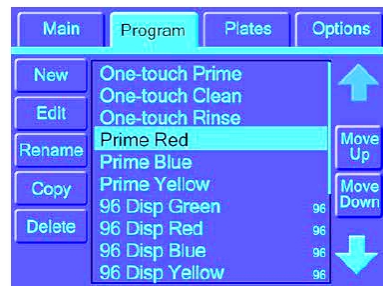 Main Program Plates Options
New
Edit
Rename
Copy
Delete
One-touch Prime
One-touch Clean
One-touch Rinse
Prime Red
Prime Blue
Prime Yellow
96 Disp Green 96
96 Disp Red 96
96 Disp Blue 96
96 Disp Yellow 96
Move
Up
Move
Down